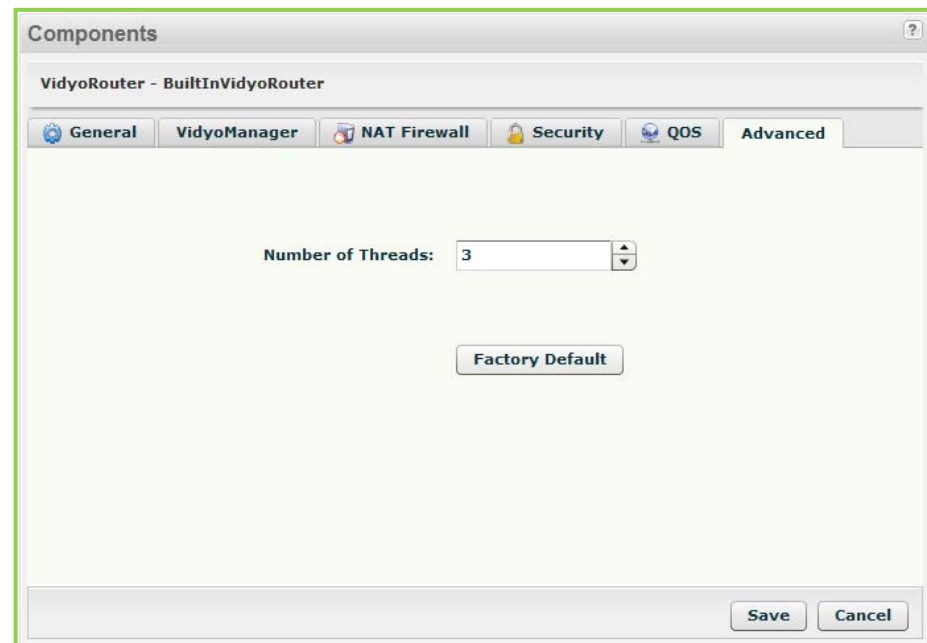 Components ?
VidyoRouter - BuiltInVidyoRouter
General VidyoManager NAT Firewall Security QOS Advanced
Number of Threads: 3
Factory Default
Save Cancel